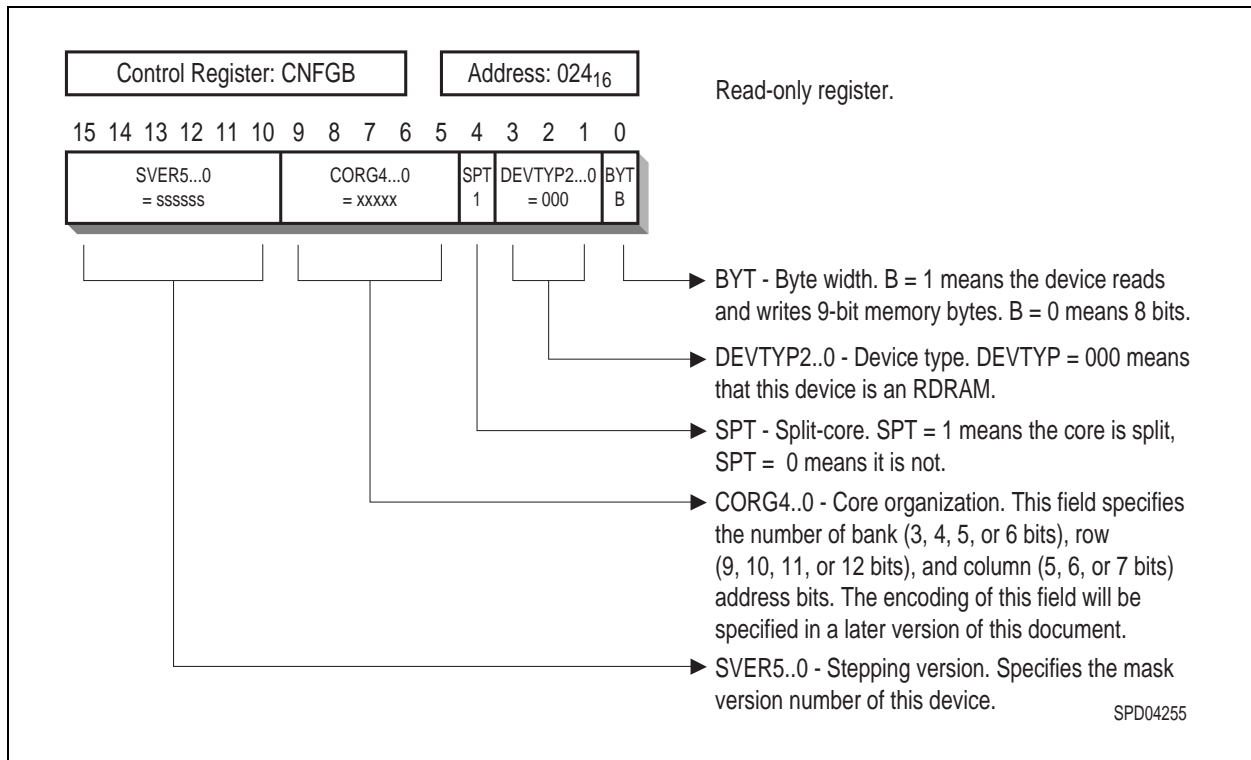 Control Register: CNFGB
Address: 024₁₆
Read-only register.
15 14 13 12 11 10 9 8 7 6 5 4 3 2 1 0
SVER5...0
= ssssss
CORG4...0
= xxxxx
SPT
1
DEVTYP2...0
= 000
BYT
B
BYT - Byte width. B = 1 means the device reads
and writes 9-bit memory bytes. B = 0 means 8 bits.
DEVTYP2..0 - Device type. DEVTYP = 000 means
that this device is an RDRAM.
SPT - Split-core. SPT = 1 means the core is split,
SPT = 0 means it is not.
CORG4..0 - Core organization. This field specifies
the number of bank (3, 4, 5, or 6 bits), row
(9, 10, 11, or 12 bits), and column (5, 6, or 7 bits)
address bits. The encoding of this field will be
specified in a later version of this document.
SVER5..0 - Stepping version. Specifies the mask
version number of this device.
SPD04255